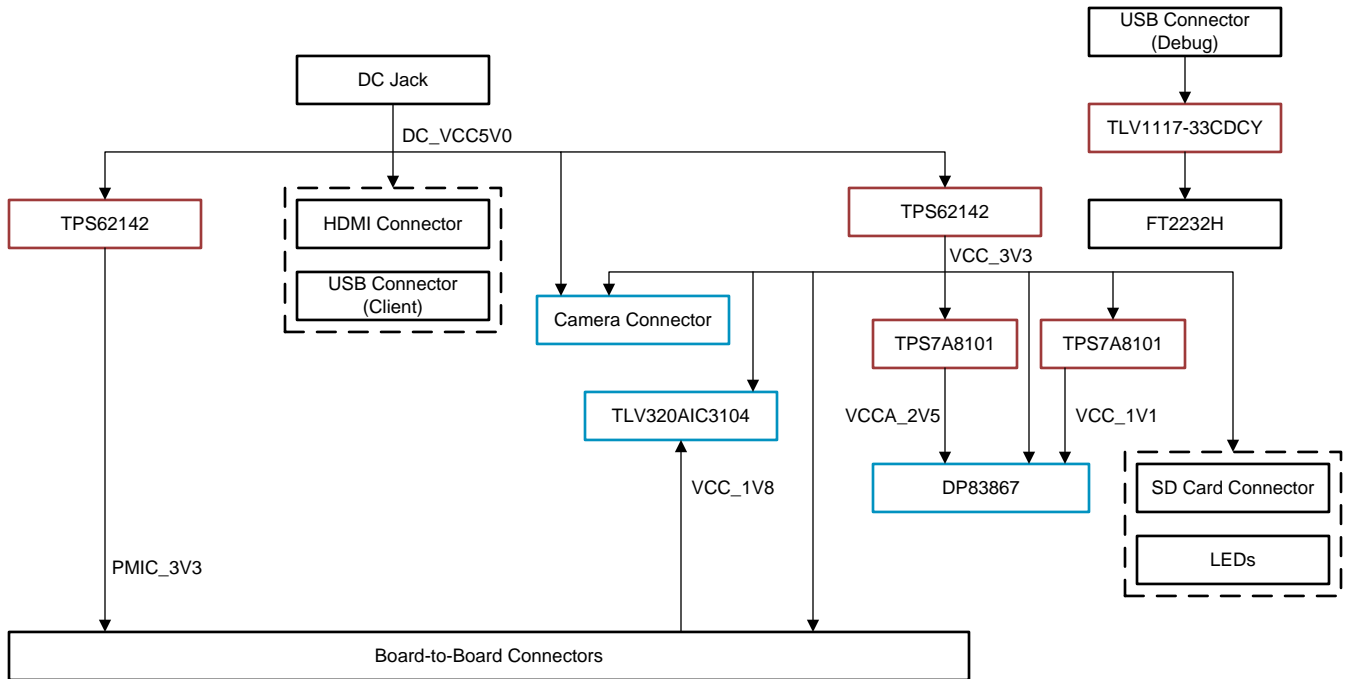 USB Connector
(Debug)
DC Jack
TLV1117-33CDCY
DC_VCC5V0
TPS62142
HDMI Connector
TPS62142
FT2232H
VCC_3V3
USB Connector
(Client)
Camera Connector
TPS7A8101
TPS7A8101
TLV320AIC3104
VCCA_2V5
VCC_1V1
VCC_1V8
DP83867
SD Card Connector
PMIC_3V3
LEDs
Board-to-Board Connectors